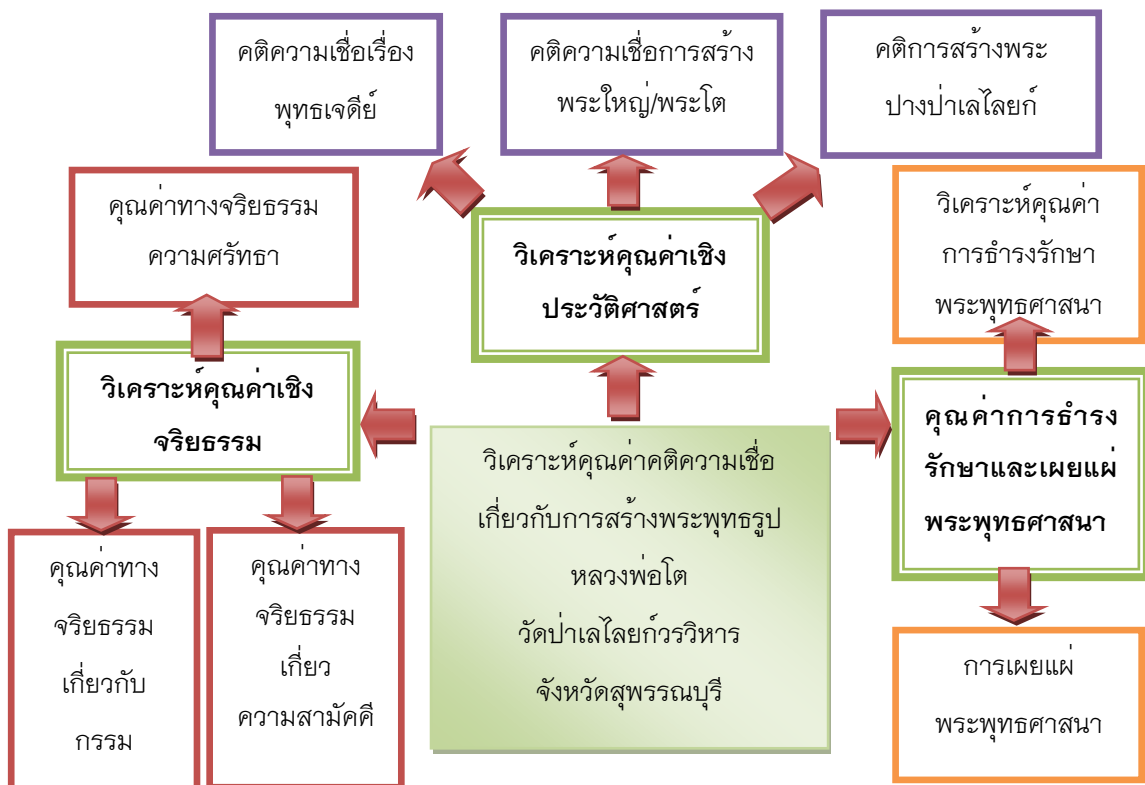 คติความเชื่อเรื่อง
พุทธเจดีย์
คติความเชื่อการสร้าง
พระใหญ่/พระโต
คติการสร้างพระ
ปางป่าเลไลยก์
คุณค่าทางจริยธรรม
ความศรัทธา
วิเคราะห์คุณค่าเชิง
ประวัติศาสตร์
วิเคราะห์คุณค่า
การธำรงรักษา
พระพุทธศาสนา
วิเคราะห์คุณค่าเชิง
จริยธรรม
วิเคราะห์คุณค่าคติความเชื่อ
เกี่ยวกับการสร้างพระพุทธรูป
หลวงพ่อโต
วัดป่าเลไลยก์วรวิหาร
จังหวัดสุพรรณบุรี
คุณค่าการธำรง
รักษาและเผยแผ่
พระพุทธศาสนา
คุณค่าทาง
จริยธรรม
เกี่ยวกับ
กรรม
คุณค่าทาง
จริยธรรม
เกี่ยว
ความสามัคคี
การเผยแผ่
พระพุทธศาสนา